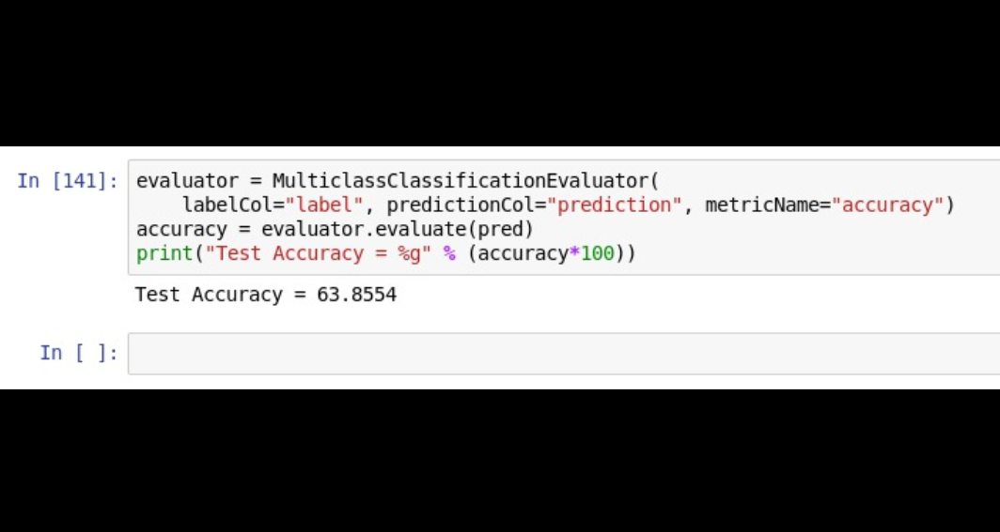 In [141]: evaluator = MulticlassClassificationEvaluator(
    labelCol="label", predictionCol="prediction", metricName="accuracy")
accuracy = evaluator.evaluate(pred)
print("Test Accuracy = %g" % (accuracy*100))
Test Accuracy = 63.8554
In [ ]: